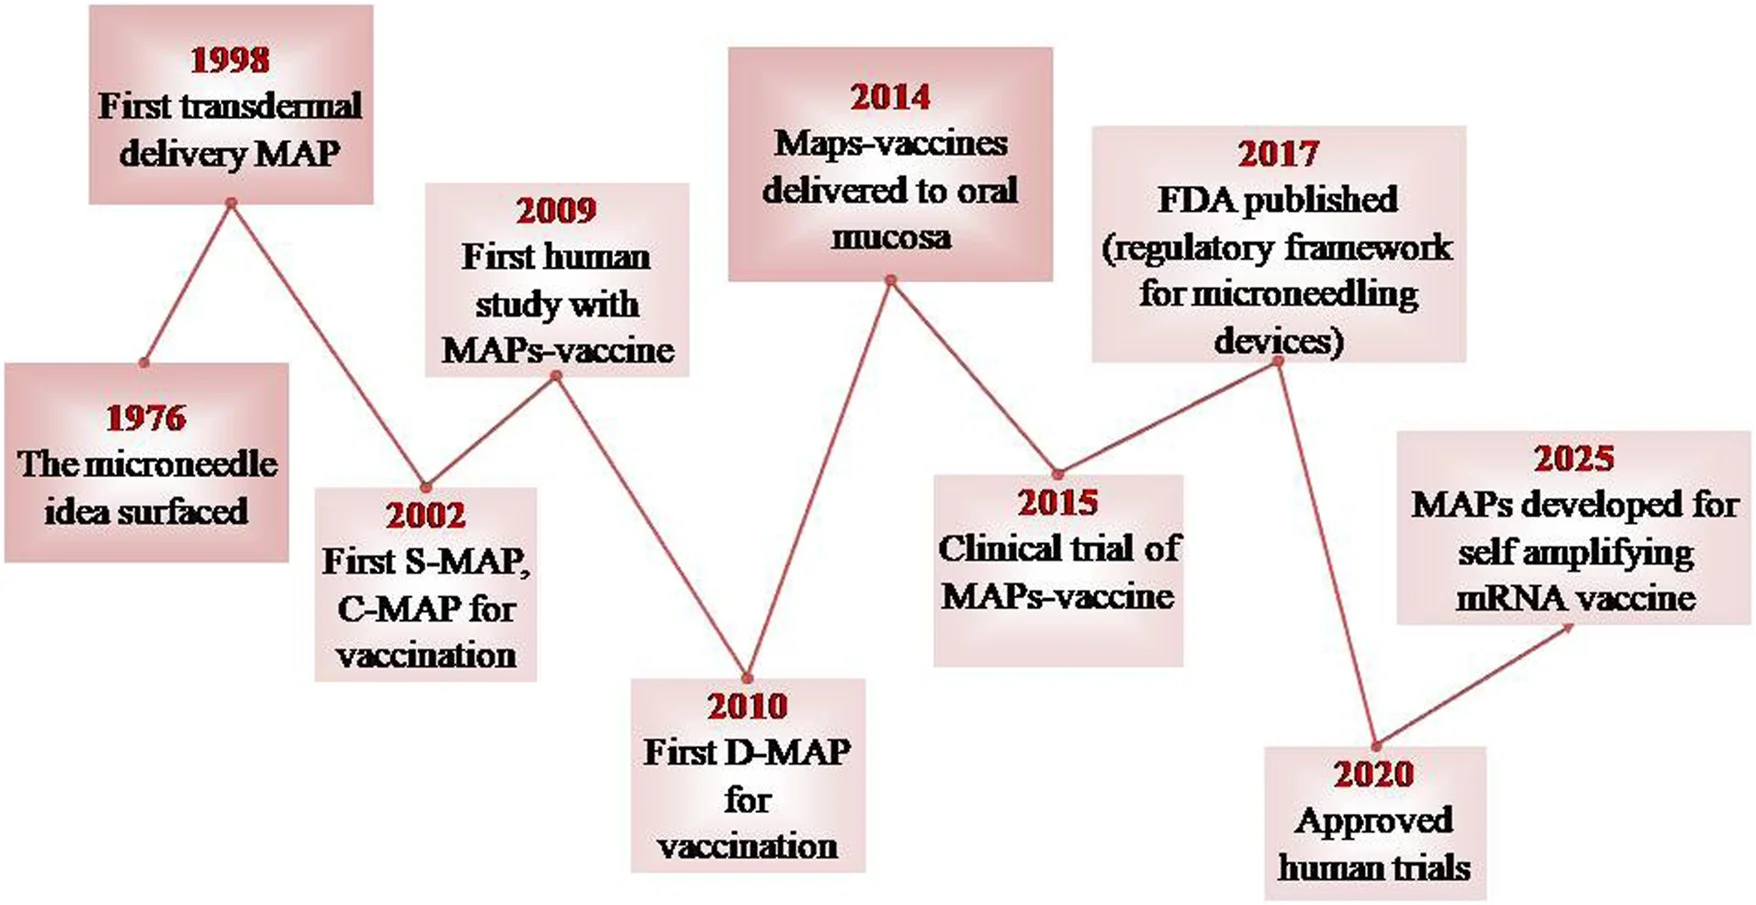 1976
The microneedle
idea surfaced
1998
First transdermal
delivery MAP
2002
First S-MAP,
C-MAP for
vaccination
2009
First human
study with
MAPs-vaccine
2010
First D-MAP
for
vaccination
2014
Maps-vaccines
delivered to oral
mucosa
2015
Clinical trial of
MAPs-vaccine
2017
FDA published
(regulatory framework
for microneedling
devices)
2020
Approved
human trials
2025
MAPs developed for
self amplifying
mRNA vaccine